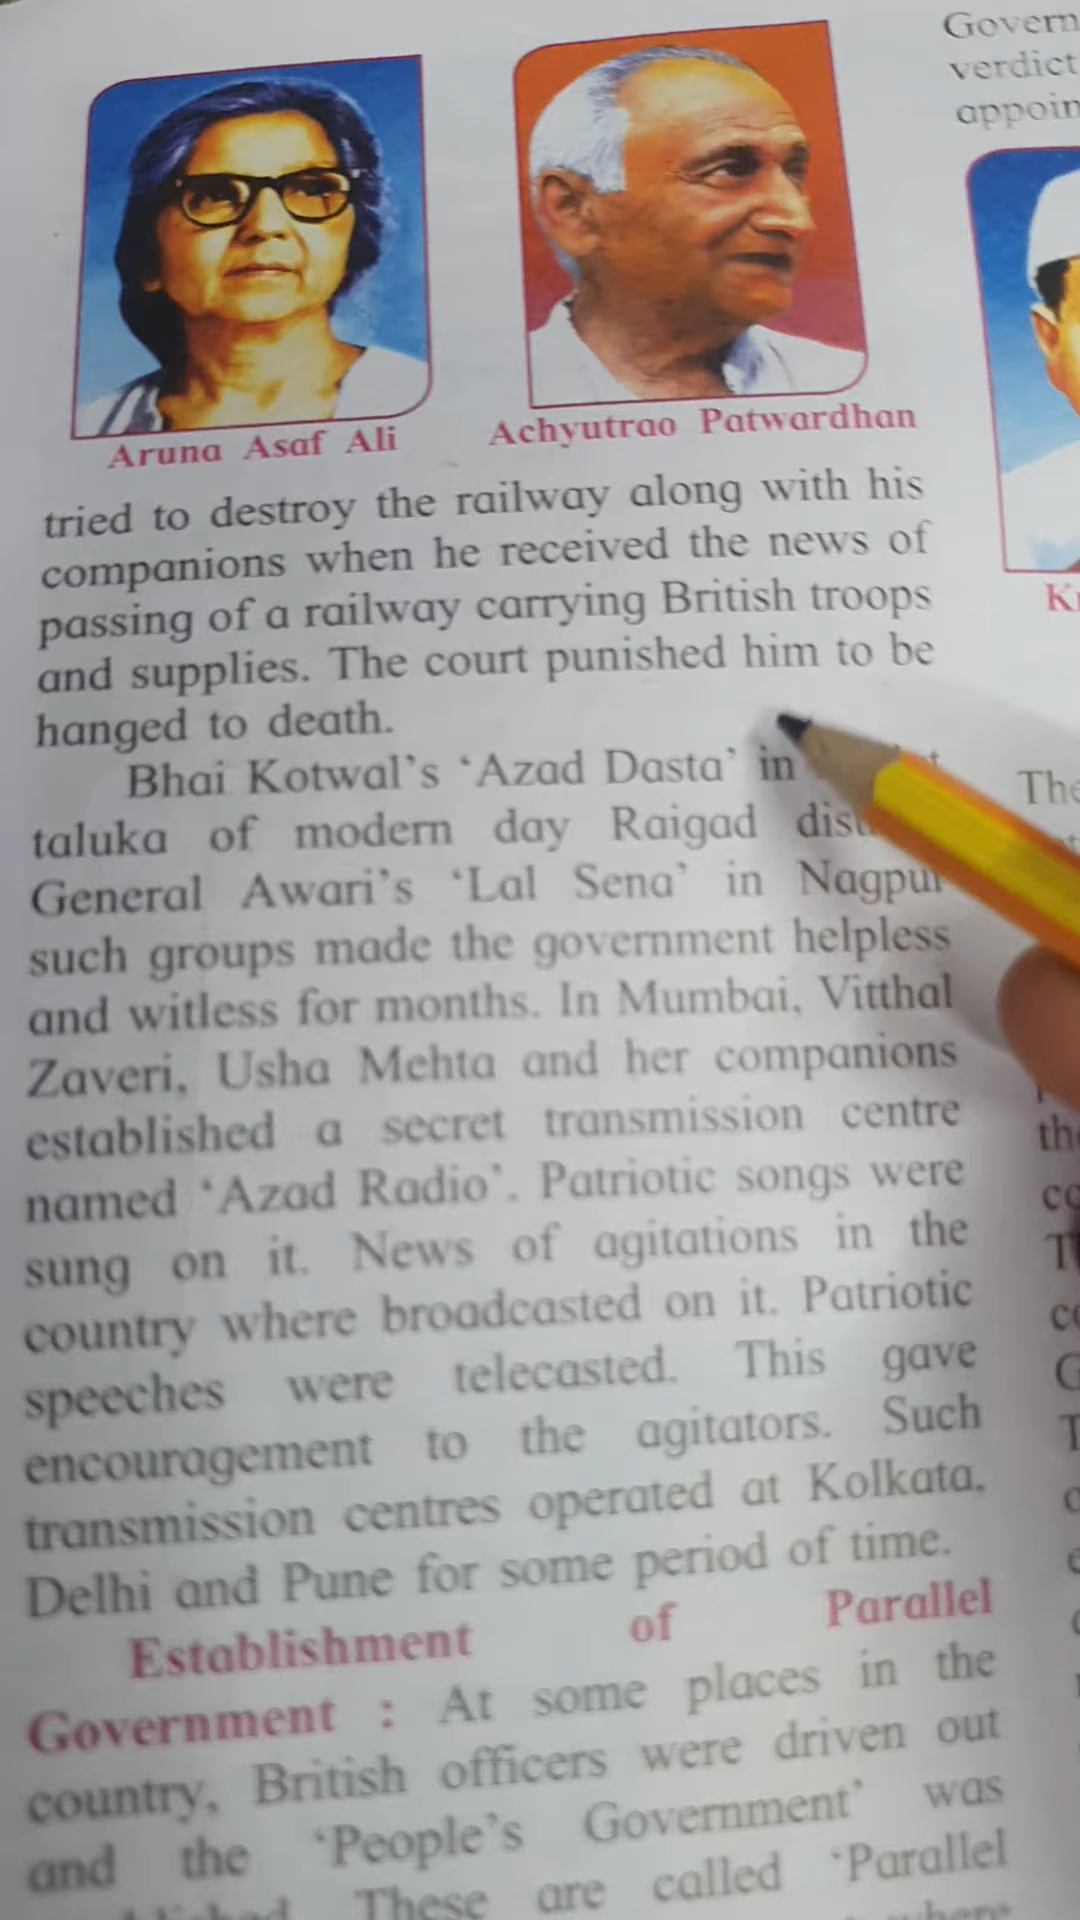 Aruna Asaf Ali
Achyutrao Patwardhan
tried to destroy the railway along with his
companions when he received the news of
passing of a railway carrying British troops
and supplies. The court punished him to be
hanged to death.
Bhai Kotwal's 'Azad Dasta' in
taluka of modern day Raigad
General Awari's 'Lal Sena' in Nagpur
such groups made the government helpless
and witless for months. In Mumbai, Vitthal
Zaveri, Usha Mehta and her companions
established a secret transmission centre
named 'Azad Radio'. Patriotic songs were
sung on it. News of agitations in the
country where broadcasted on it. Patriotic
speeches were telecasted. This gave
encouragement to the agitators. Such
transmission centres operated at Kolkata,
Delhi and Pune for some period of time.
Establishment of Parallel
Government : At some places in the
country, British officers were driven out
and the 'People's Government' was
These are called 'Parallel
where
Govern
verdict
appoin
The